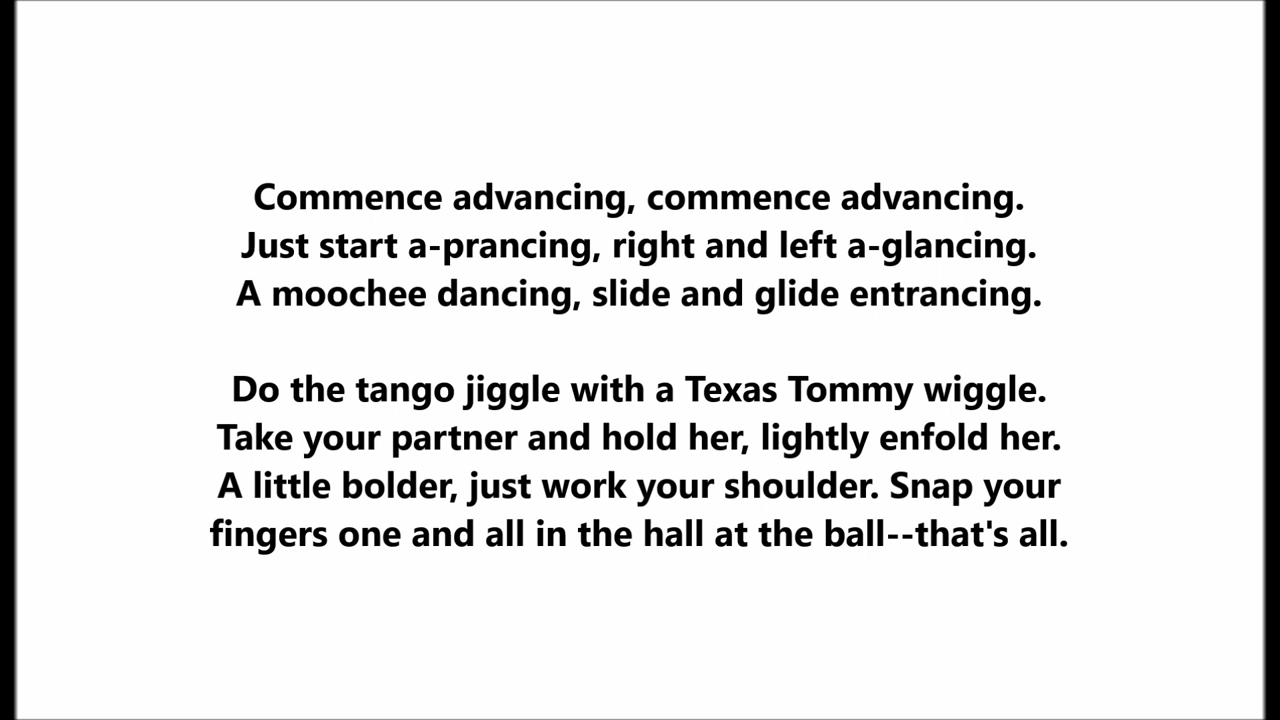 Commence advancing, commence advancing.
Just start a-prancing, right and left a-glancing.
A moochee dancing, slide and glide entrancing.
Do the tango jiggle with a Texas Tommy wiggle.
Take your partner and hold her, lightly enfold her.
A little bolder, just work your shoulder. Snap your
fingers one and all in the hall at the ball--that's all.